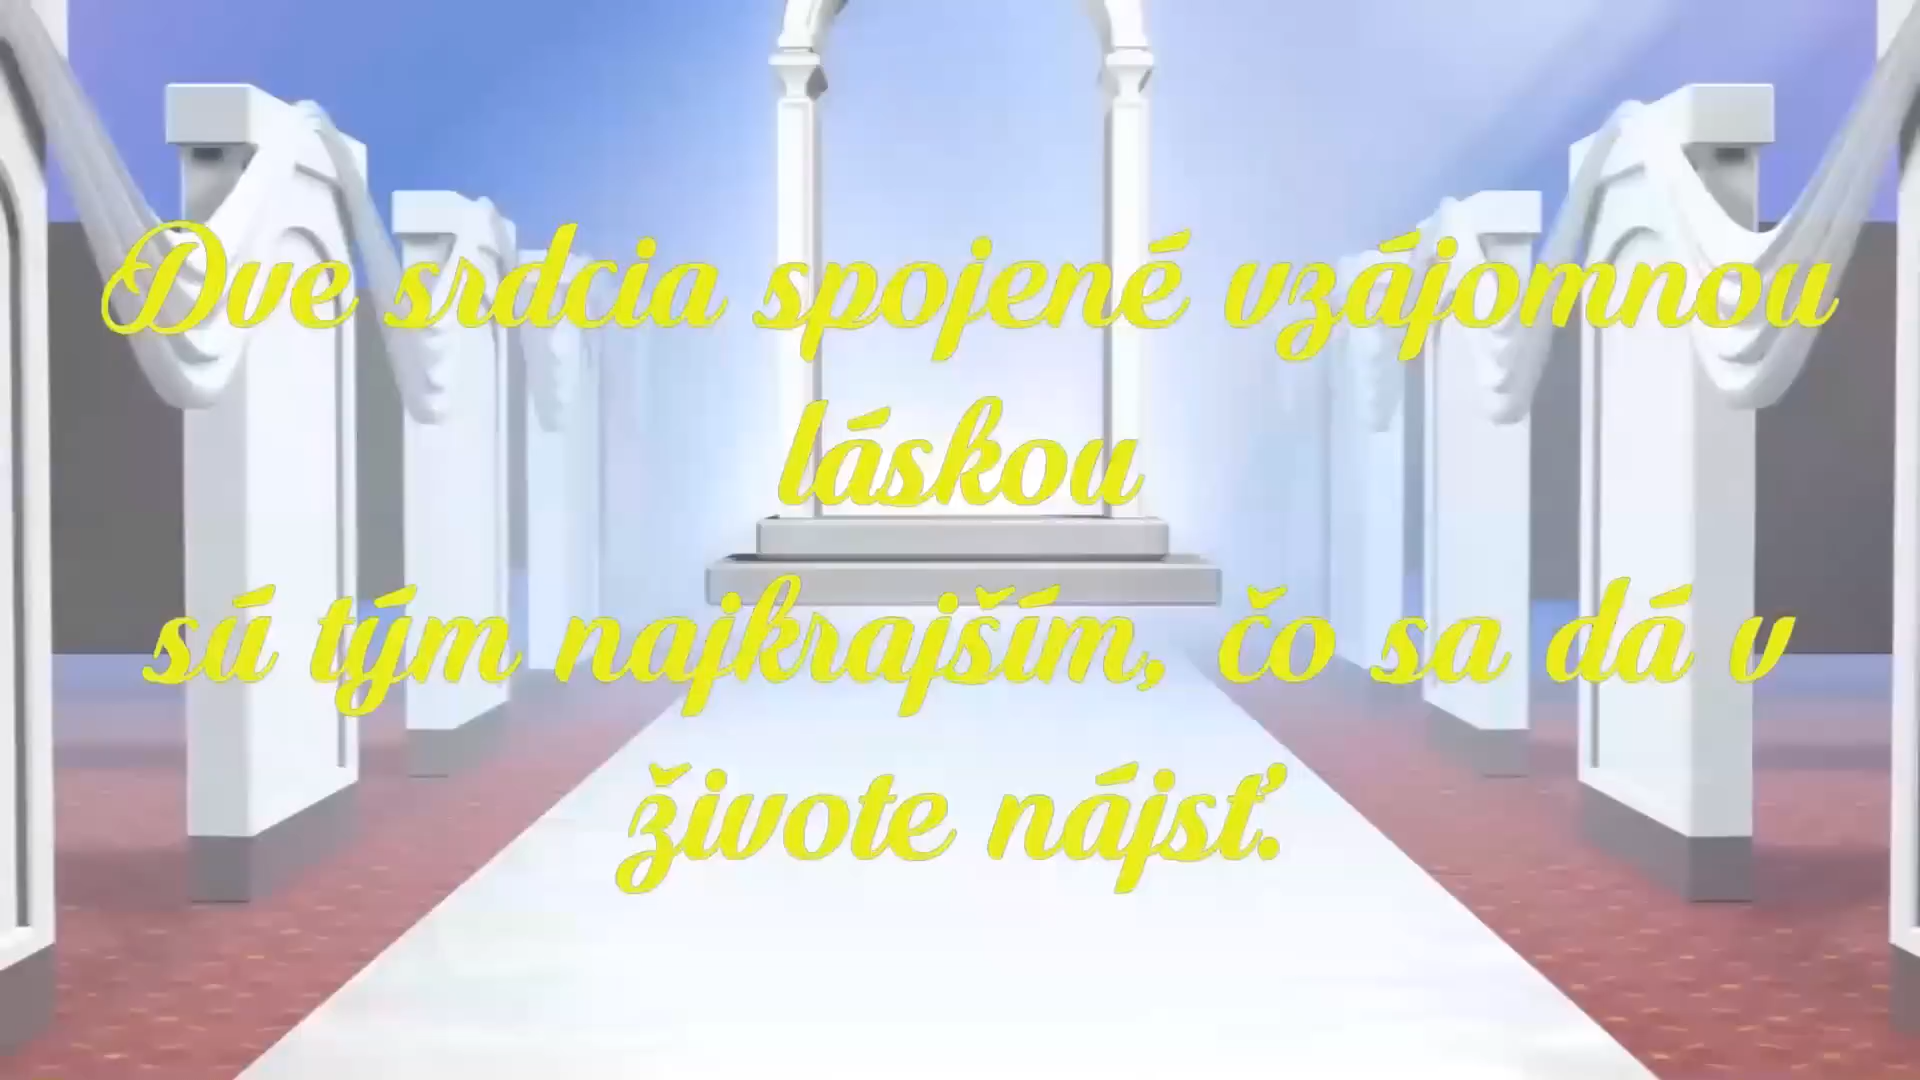 Dve srdcia spojené vzájomnou
láskou
sú tým najkrajším, čo sa dá v
živote nájsť.